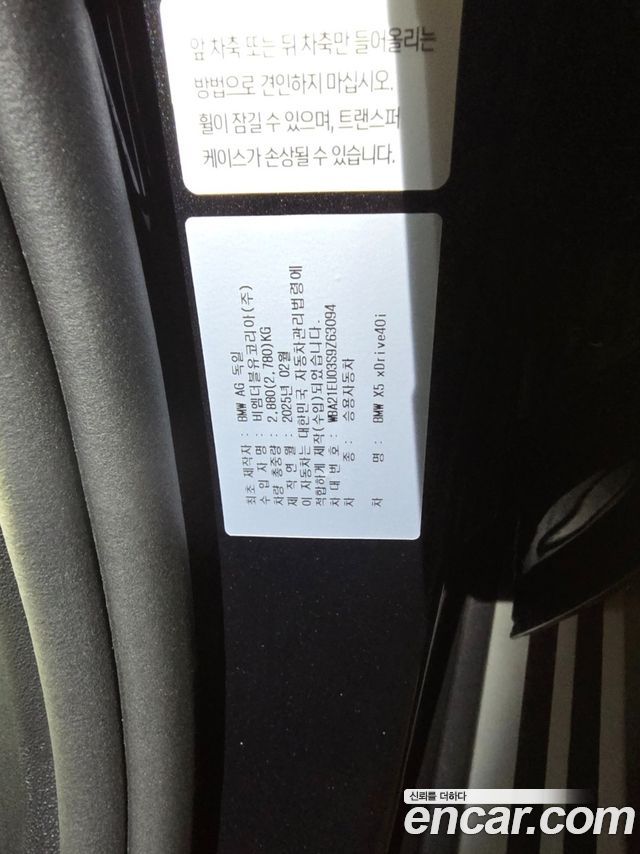 앞 차축 또는 뒤 차축만 들어올리는
방법으로 견인하지 마십시오.
휠이 잠길 수 있으며, 트랜스퍼
케이스가 손상될 수 있습니다.
최초 제작자 : BMW AG 독일
수 입 자 명 : 비엠더블유코리아(주)
차량 총중량 : 2,880(2,780)KG
제 작 연 월 : 2025년 02월
이 자동차는 대한민국 자동차관리법령에
적합하게 제작(수입)되었습니다.
차 대 번 호 : WBA21EU03S9Z63094
차 종 : 승용자동차
차 명 : BMW X5 xDrive40i
신뢰를 더하다
encar.com